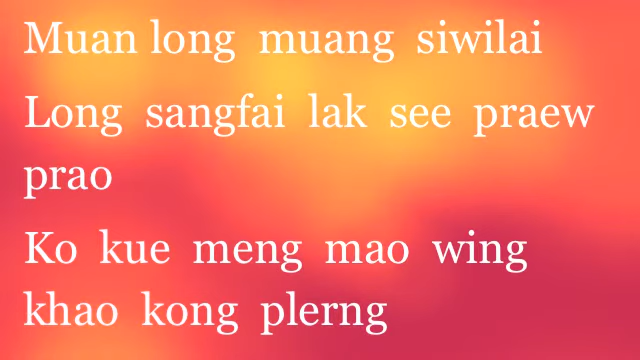 Muan long muang siwilai
Long sangfai lak see praew
prao
Ko kue meng mao wing
khao kong plerng